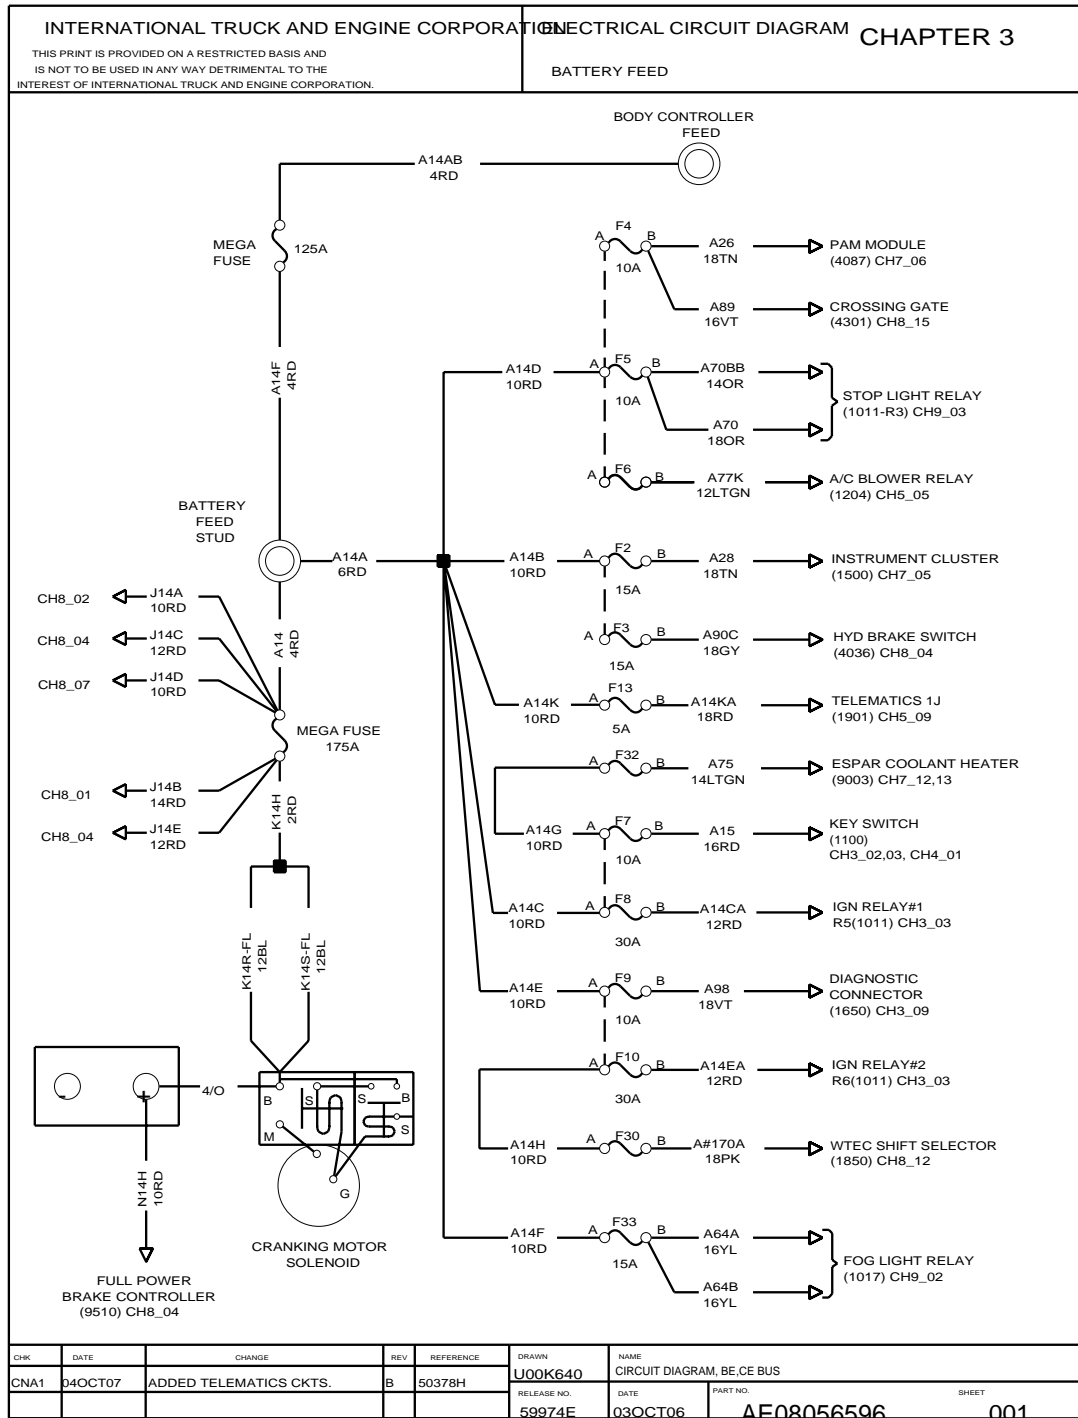 INTERNATIONAL TRUCK AND ENGINE CORPORATION
ELECTRICAL CIRCUIT DIAGRAM
CHAPTER 3
THIS PRINT IS PROVIDED ON A RESTRICTED BASIS AND
IS NOT TO BE USED IN ANY WAY DETRIMENTAL TO THE
INTEREST OF INTERNATIONAL TRUCK AND ENGINE CORPORATION.
BATTERY FEED
BODY CONTROLLER
FEED
A14AB
4RD
MEGA
FUSE
125A
A14F
4RD
BATTERY
FEED
STUD
A14A
6RD
A14
4RD
CH8_02
J14A
10RD
CH8_04
J14C
12RD
CH8_07
J14D
10RD
MEGA FUSE
175A
CH8_01
J14B
14RD
CH8_04
J14E
12RD
K14H
2RD
K14R-FL
12BL
K14S-FL
12BL
-
+
4/O
B
S
S
B
M
S
G
N14H
10RD
CRANKING MOTOR
SOLENOID
FULL POWER
BRAKE CONTROLLER
(9510) CH8_04
A F4 B
10A
A26
18TN
PAM MODULE
(4087) CH7_06
A89
16VT
CROSSING GATE
(4301) CH8_15
A14D
10RD
A F5 B
10A
A70BB
14OR
A70
18OR
STOP LIGHT RELAY
(1011-R3) CH9_03
A F6 B
A77K
12LTGN
A/C BLOWER RELAY
(1204) CH5_05
A14B
10RD
A F2 B
15A
A28
18TN
INSTRUMENT CLUSTER
(1500) CH7_05
A F3 B
15A
A90C
18GY
HYD BRAKE SWITCH
(4036) CH8_04
A14K
10RD
A F13 B
5A
A14KA
18RD
TELEMATICS 1J
(1901) CH5_09
A F32 B
A75
14LTGN
ESPAR COOLANT HEATER
(9003) CH7_12,13
A14G
10RD
A F7 B
10A
A15
16RD
KEY SWITCH
(1100)
CH3_02,03, CH4_01
A14C
10RD
A F8 B
30A
A14CA
12RD
IGN RELAY#1
R5(1011) CH3_03
A14E
10RD
A F9 B
10A
A98
18VT
DIAGNOSTIC
CONNECTOR
(1650) CH3_09
A F10 B
30A
A14EA
12RD
IGN RELAY#2
R6(1011) CH3_03
A14H
10RD
A F30 B
A#170A
18PK
WTEC SHIFT SELECTOR
(1850) CH8_12
A14F
10RD
A F33 B
15A
A64A
16YL
A64B
16YL
FOG LIGHT RELAY
(1017) CH9_02
CHK DATE CHANGE REV REFERENCE DRAWN NAME
CNA1 04OCT07 ADDED TELEMATICS CKTS. B 50378H U00K640 CIRCUIT DIAGRAM, BE,CE BUS
RELEASE NO. DATE PART NO. SHEET
59974E 03OCT06 AE08056596 001